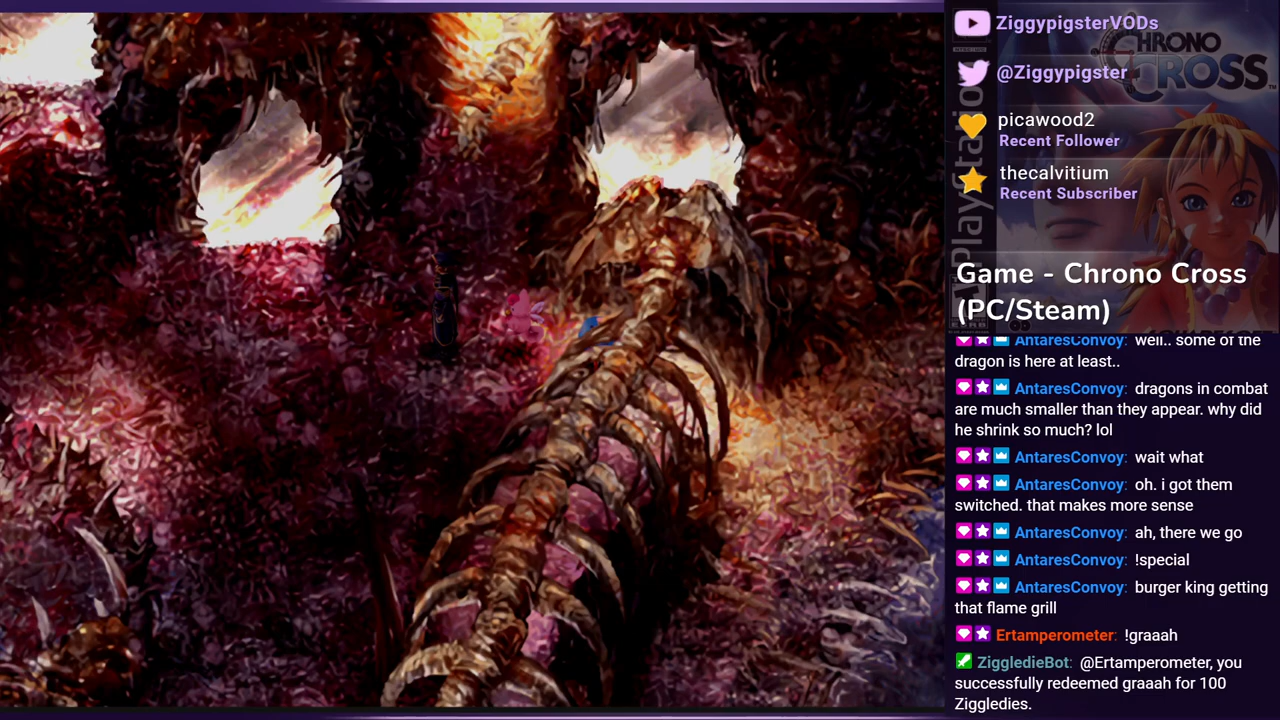 ZiggypigsterVODs
@Ziggypigster
picawood2
Recent Follower
thecalvitium
Recent Subscriber
PlayStation
CHRONO
CROSS
Game - Chrono Cross
(PC/Steam)
AntaresConvoy: well.. some of the
dragon is here at least..
AntaresConvoy: dragons in combat
are much smaller than they appear. why did
he shrink so much? lol
AntaresConvoy: wait what
AntaresConvoy: oh. i got them
switched. that makes more sense
AntaresConvoy: ah, there we go
AntaresConvoy: !special
AntaresConvoy: burger king getting
that flame grill
Ertamperometer: !graaah
ZiggledieBot: @Ertamperometer, you
successfully redeemed graaah for 100
Ziggledies.